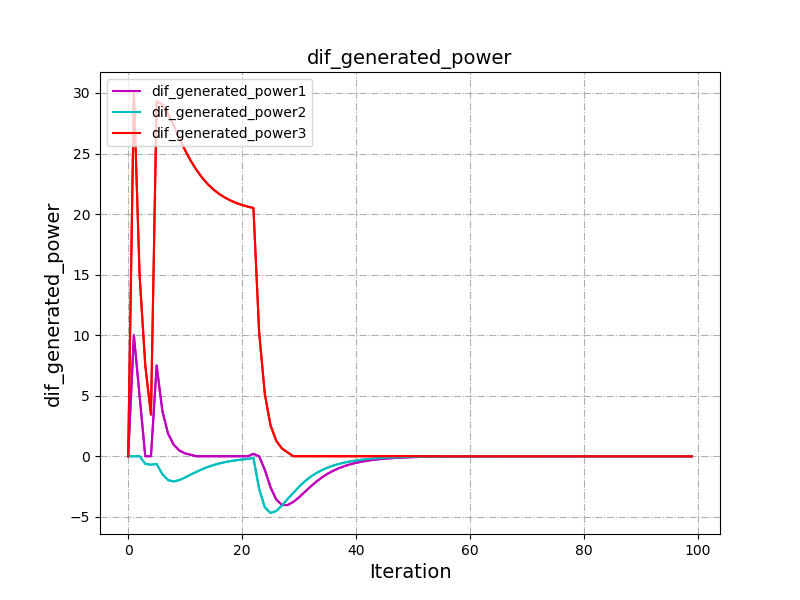 dif_generated_power
dif_generated_power1
dif_generated_power2
dif_generated_power3
dif_generated_power
30
25
20
15
10
5
0
−5
0 20 40 60 80 100
Iteration